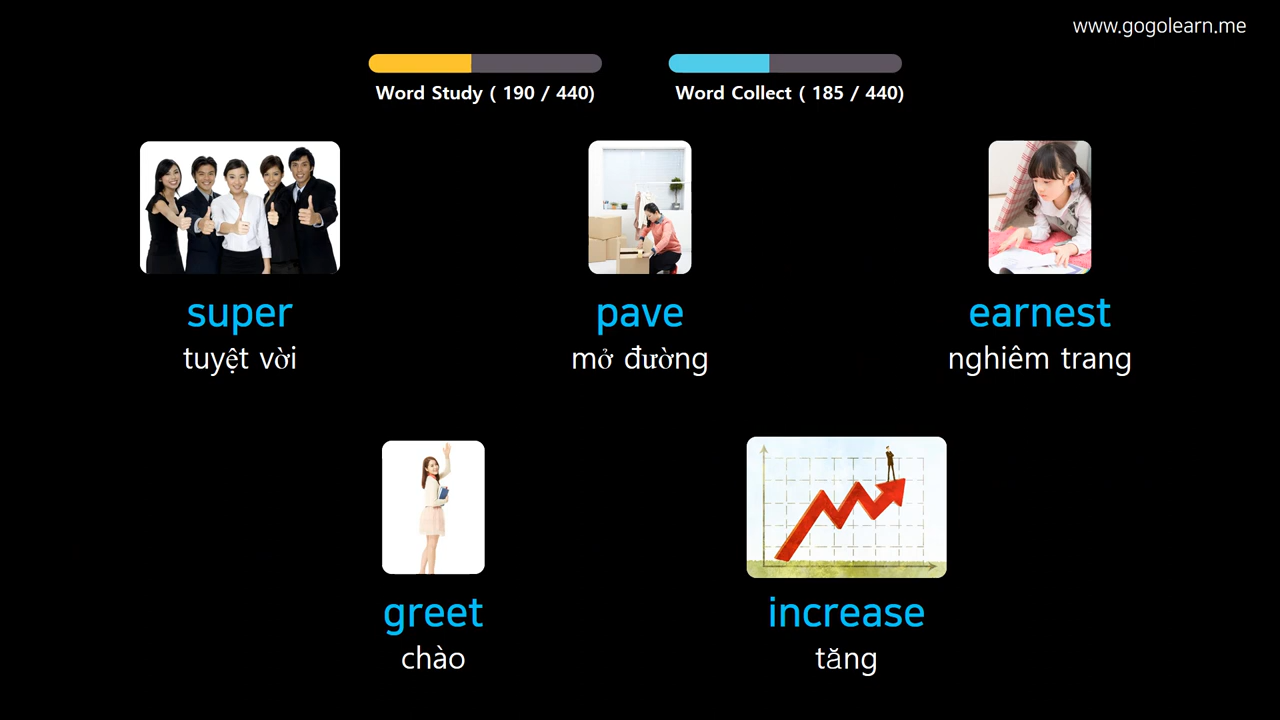 www.gogolearn.me
Word Study ( 190 / 440)
Word Collect ( 185 / 440)
super
tuyệt vời
pave
mở đường
earnest
nghiêm trang
greet
chào
increase
tăng